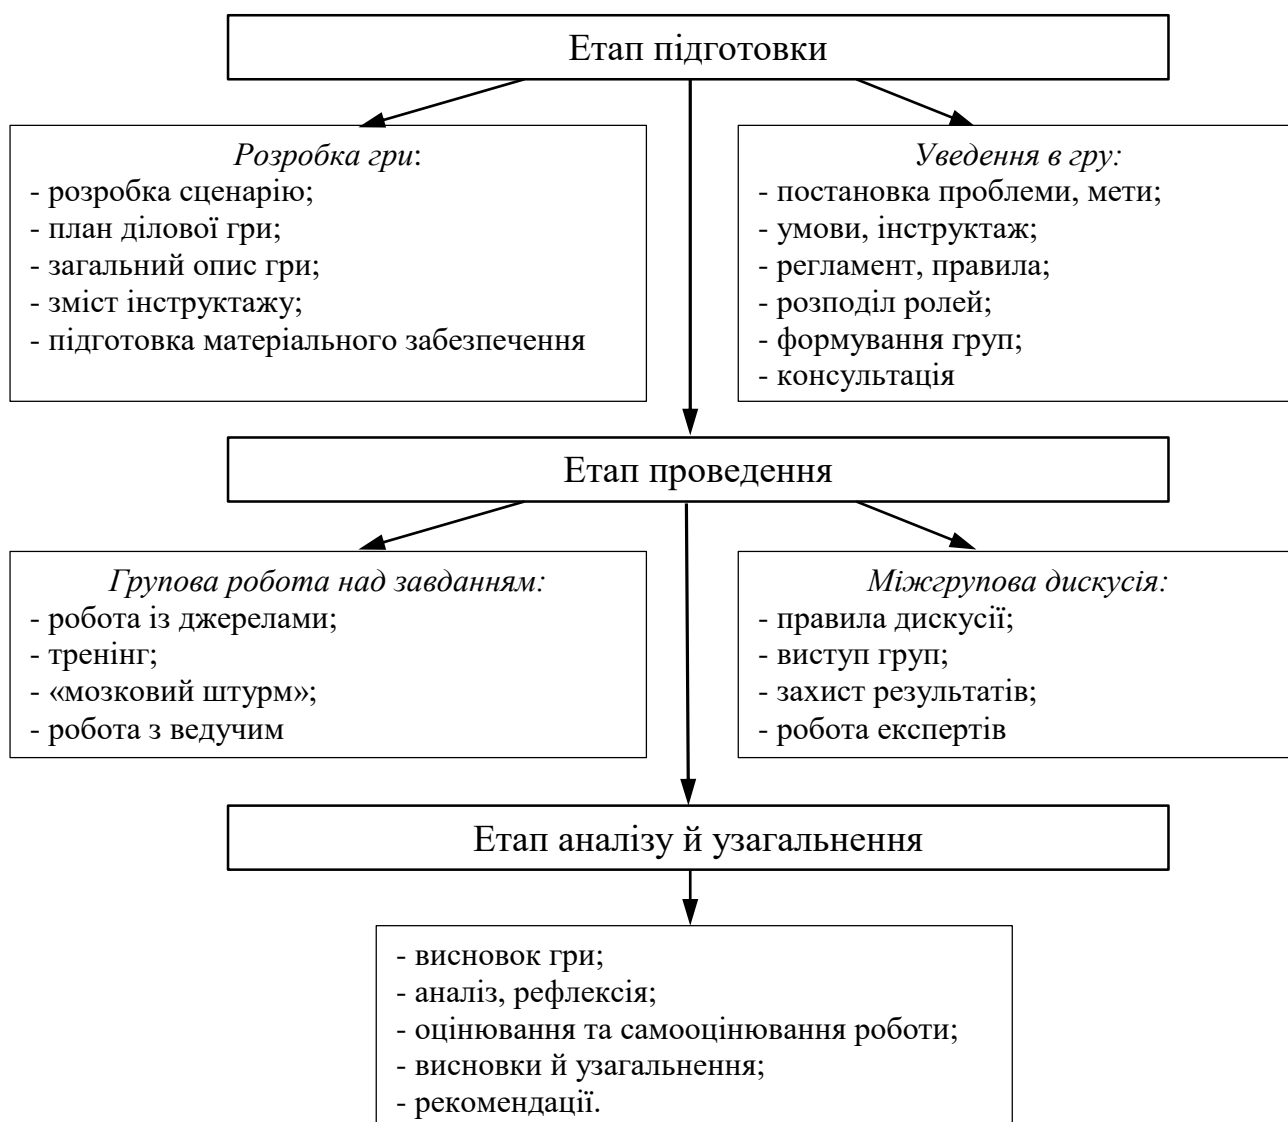 Етап підготовки
Розробка гри:
- розробка сценарію;
- план ділової гри;
- загальний опис гри;
- зміст інструктажу;
- підготовка матеріального забезпечення
Уведення в гру:
- постановка проблеми, мети;
- умови, інструктаж;
- регламент, правила;
- розподіл ролей;
- формування груп;
- консультація
Етап проведення
Групова робота над завданням:
- робота із джерелами;
- тренінг;
- «мозковий штурм»;
- робота з ведучим
Міжгрупова дискусія:
- правила дискусії;
- виступ груп;
- захист результатів;
- робота експертів
Етап аналізу й узагальнення
- висновок гри;
- аналіз, рефлексія;
- оцінювання та самооцінювання роботи;
- висновки й узагальнення;
- рекомендації.